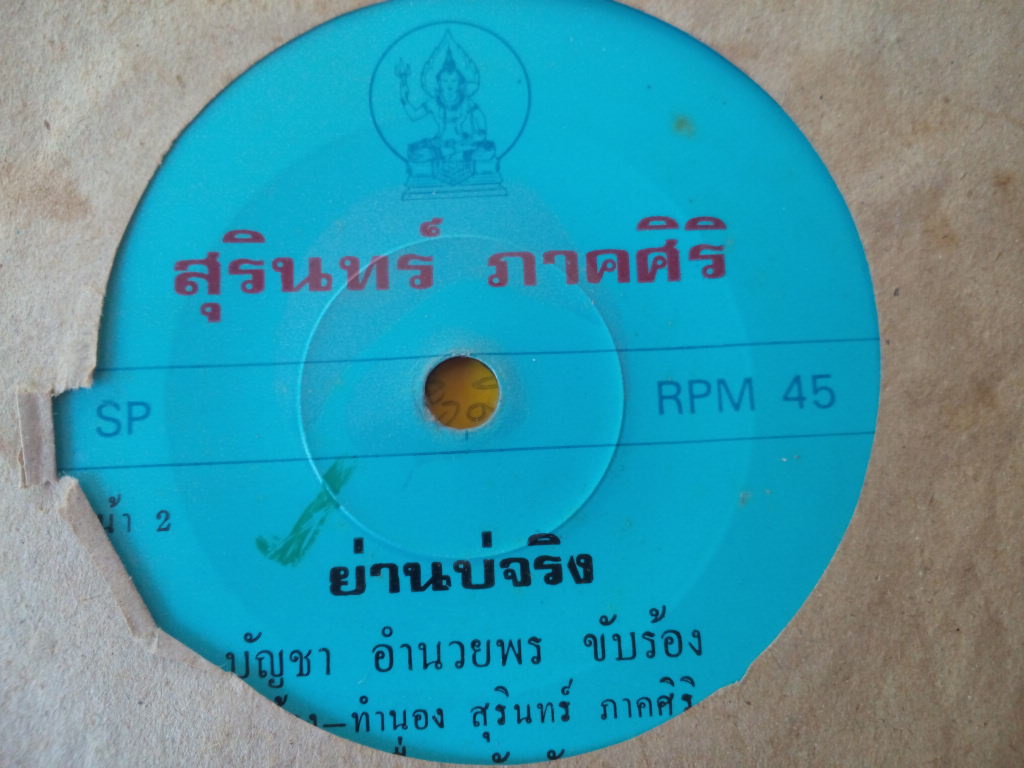 สุรินทร์ ภาคศิริ
SP RPM 45
น้า 2
ย่านบ่จริง
บัญชา อำนวยพร ขับร้อง
ทำนอง สุรินทร์ ภาคศิริ